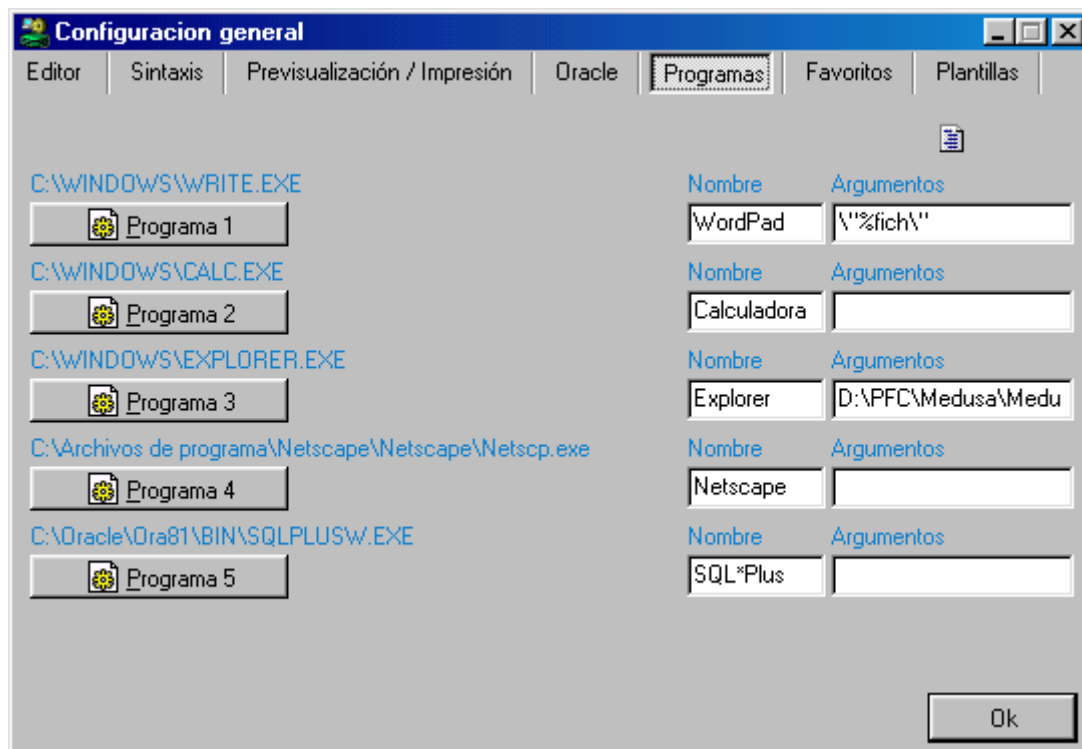 Configuracion general
Editor Sintaxis Previsualización / Impresión Oracle Programas Favoritos Plantillas
C:\WINDOWS\WRITE.EXE Nombre Argumentos
Programa 1 WordPad \"%fich\"
C:\WINDOWS\CALC.EXE Nombre Argumentos
Programa 2 Calculadora
C:\WINDOWS\EXPLORER.EXE Nombre Argumentos
Programa 3 Explorer D:\PFC\Medusa\Medu
C:\Archivos de programa\Netscape\Netscape\Netscp.exe Nombre Argumentos
Programa 4 Netscape
C:\Oracle\Ora81\BIN\SQLPLUSW.EXE Nombre Argumentos
Programa 5 SQL*Plus
Ok